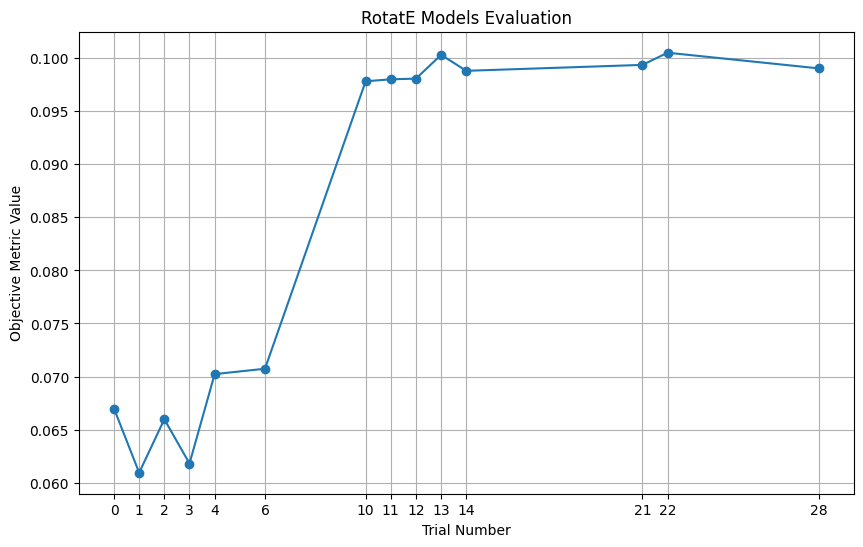 RotatE Models Evaluation
Objective Metric Value
0.100
0.095
0.090
0.085
0.080
0.075
0.070
0.065
0.060
0 1 2 3 4 6 10 11 12 13 14 21 22 28
Trial Number